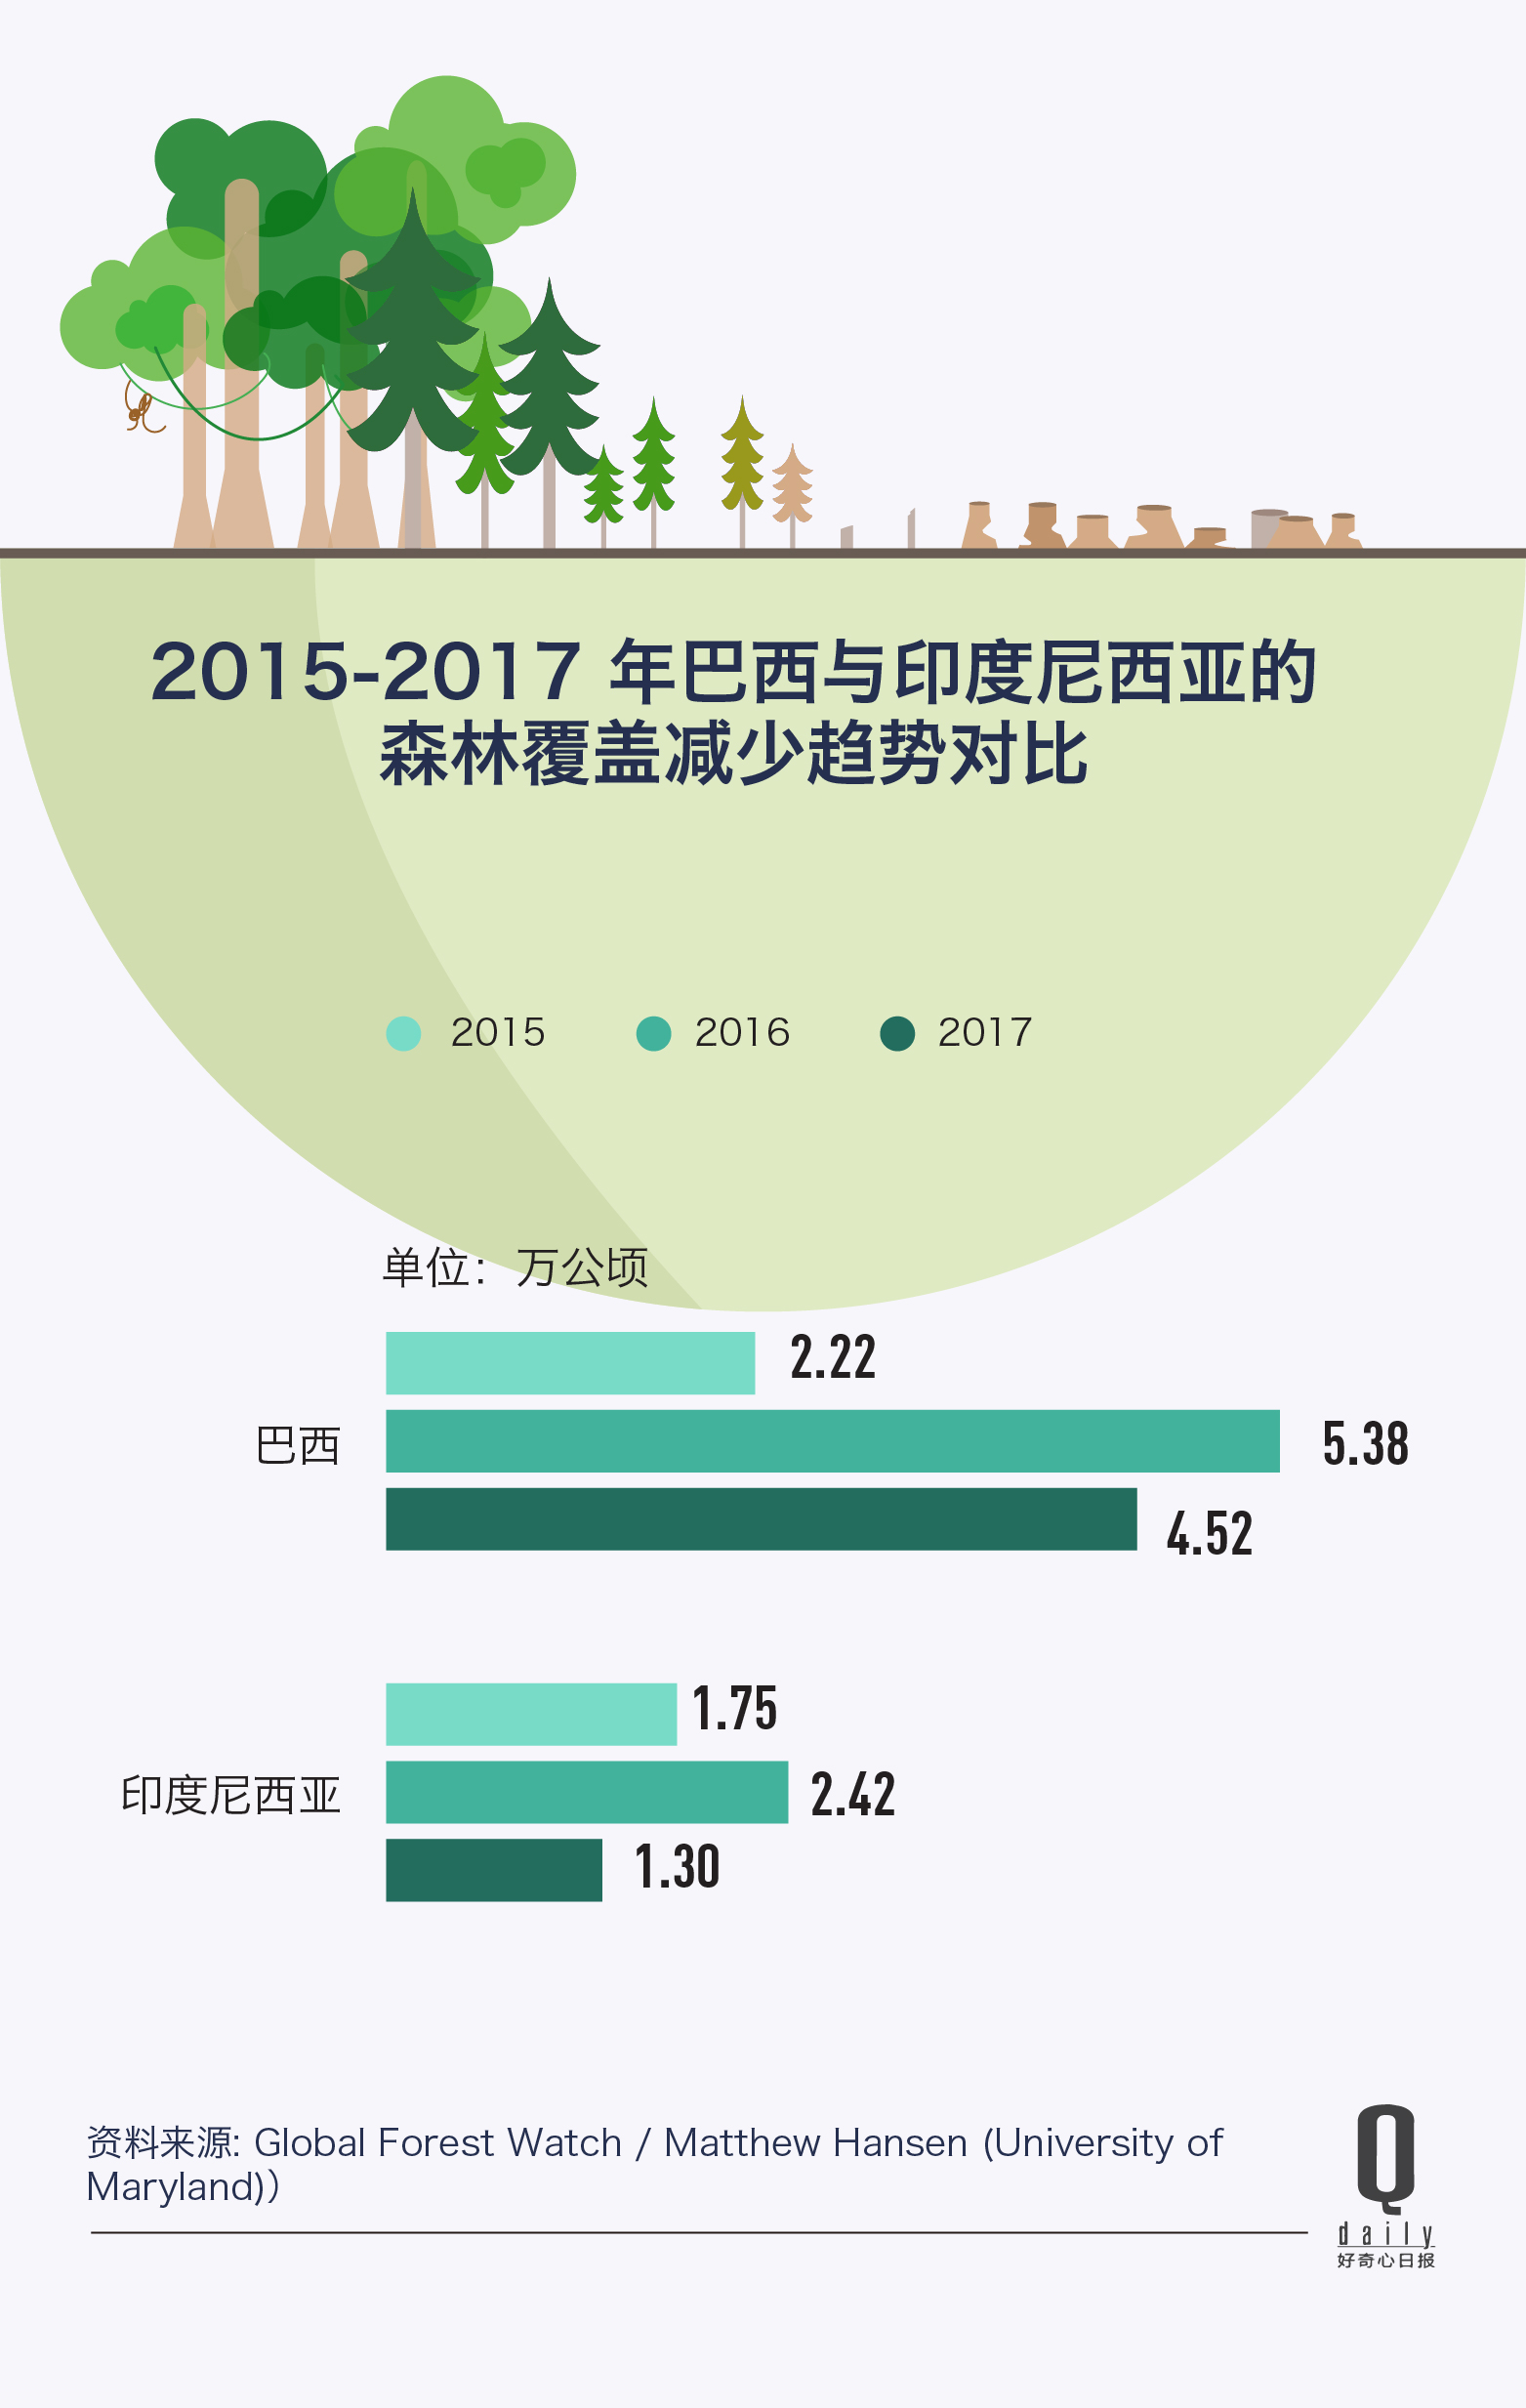 2015-2017 年巴西与印度尼西亚的
森林覆盖减少趋势对比
2015 2016 2017
单位：万公顷
2.22
巴西
5.38
4.52
1.75
印度尼西亚
2.42
1.30
资料来源: Global Forest Watch / Matthew Hansen (University of
Maryland)）
Q
daily
好奇心日报